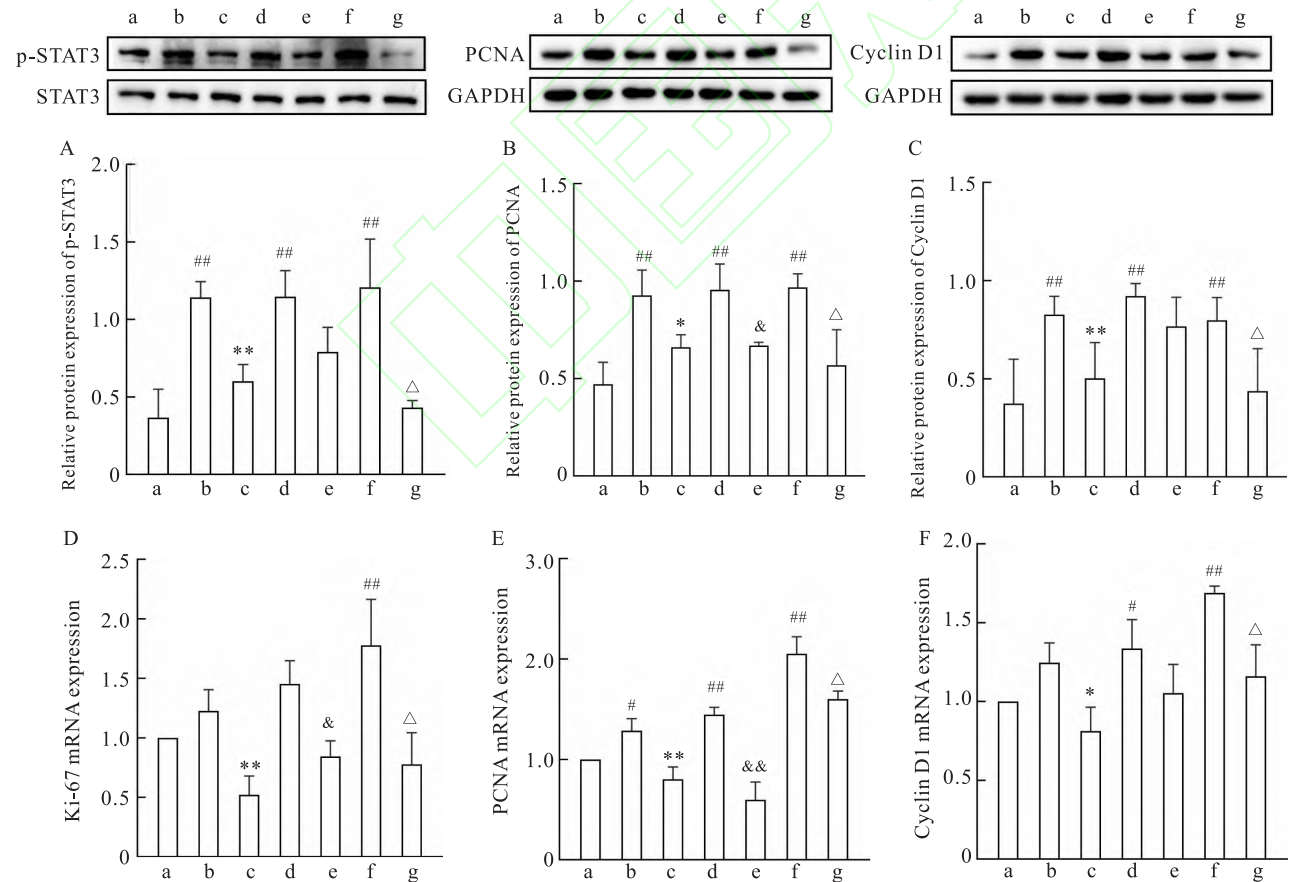 a b c d e f g
p-STAT3
STAT3
a b c d e f g
PCNA
GAPDH
a b c d e f g
Cyclin D1
GAPDH
A
Relative protein expression of p-STAT3
2.0
1.5
1.0
0.5
0
##
**
##
##
△
a b c d e f g
B
Relative protein expression of PCNA
1.5
1.0
0.5
0
##
*
##
&
##
△
a b c d e f g
C
Relative protein expression of Cyclin D1
1.5
1.0
0.5
0
##
**
##
##
△
a b c d e f g
D
Ki-67 mRNA expression
2.5
2.0
1.5
1.0
0.5
0
**
&
##
△
a b c d e f g
E
PCNA mRNA expression
3.0
2.0
1.0
0
#
**
##
&&
##
△
a b c d e f g
F
Cyclin D1 mRNA expression
2.0
1.5
1.0
0.5
0
*
#
##
△
a b c d e f g